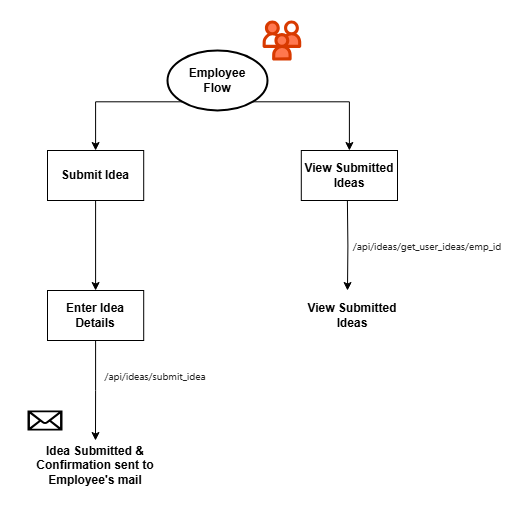 Employee
Flow
Submit Idea
View Submitted
Ideas
/api/ideas/get_user_ideas/emp_id
Enter Idea
Details
View Submitted
Ideas
/api/ideas/submit_idea
Idea Submitted &
Confirmation sent to
Employee's mail